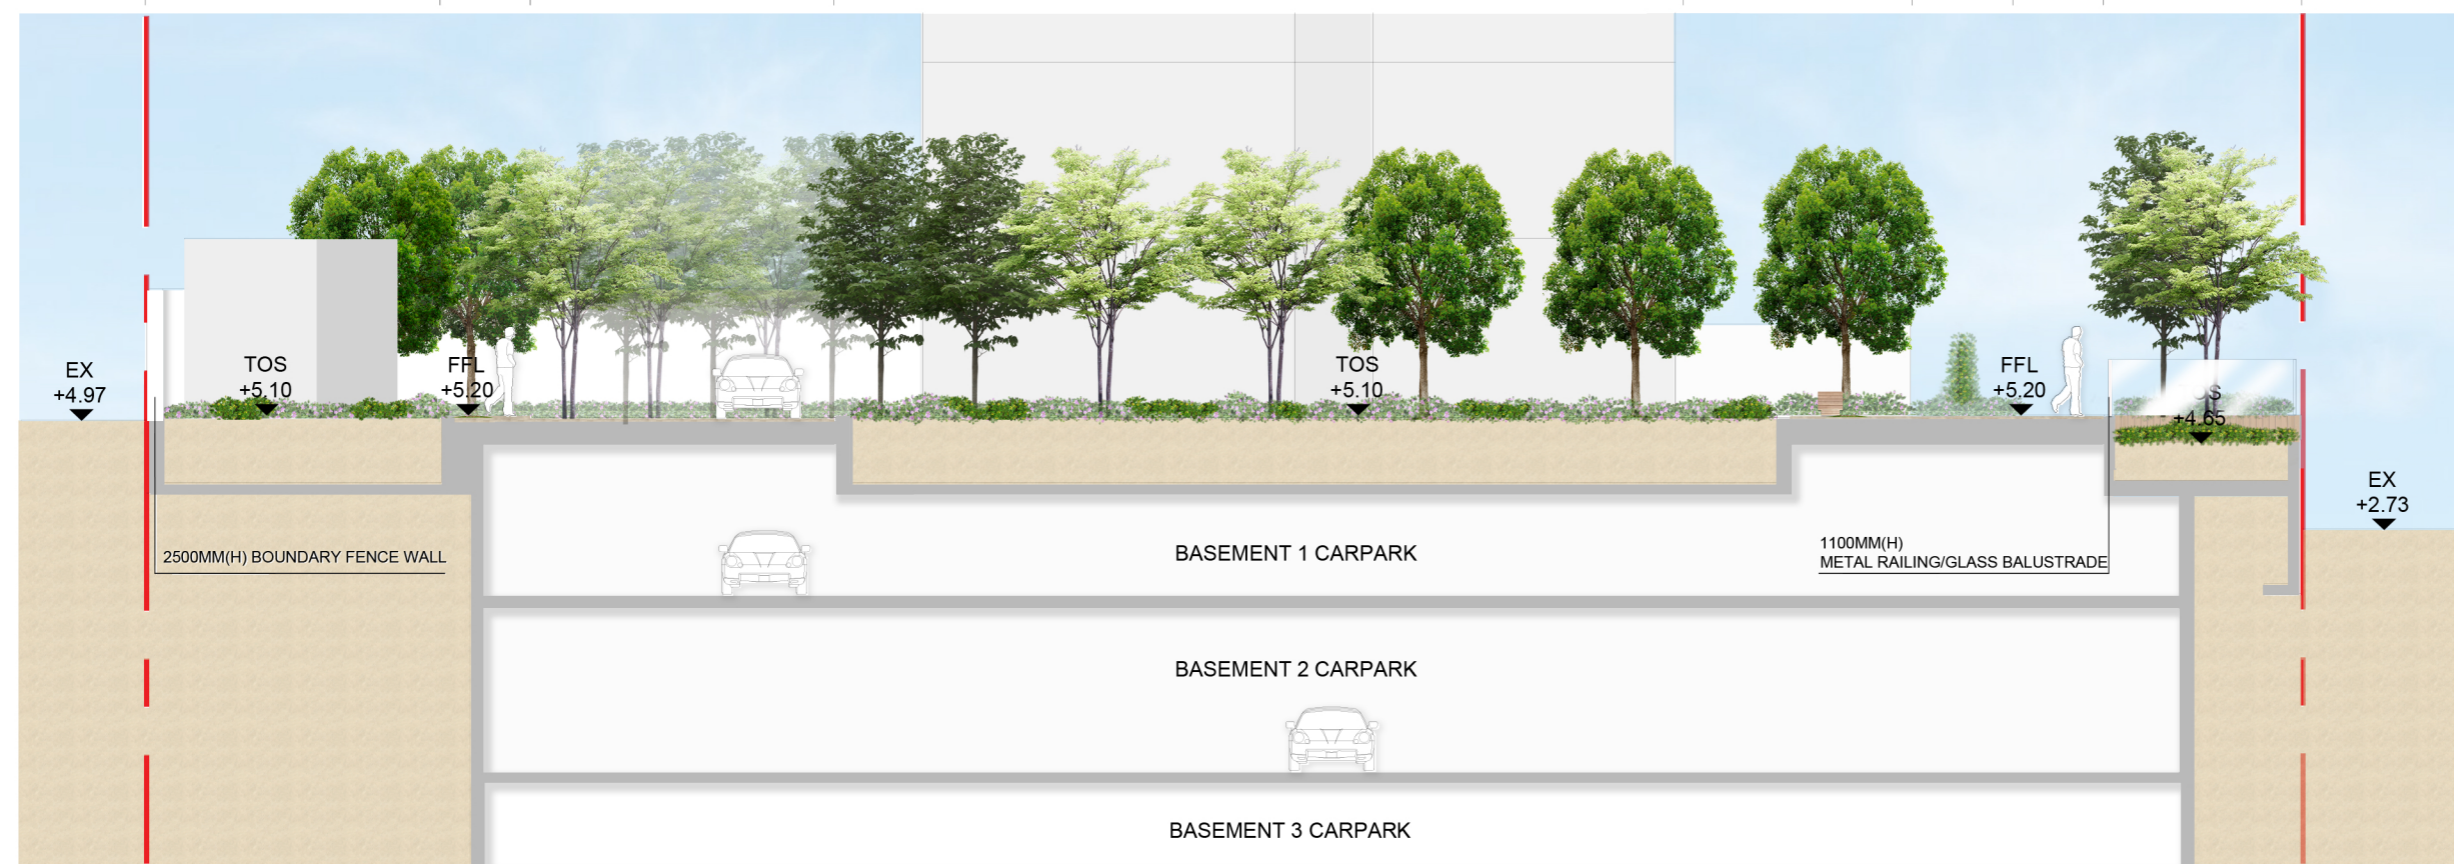 EX
+4.97
TOS
+5.10
FFL
+5.20
TOS
+5.10
FFL
+5.20
TOS
+4.65
EX
+2.73
2500MM(H) BOUNDARY FENCE WALL
BASEMENT 1 CARPARK
1100MM(H)
METAL RAILING/GLASS BALUSTRADE
BASEMENT 2 CARPARK
BASEMENT 3 CARPARK